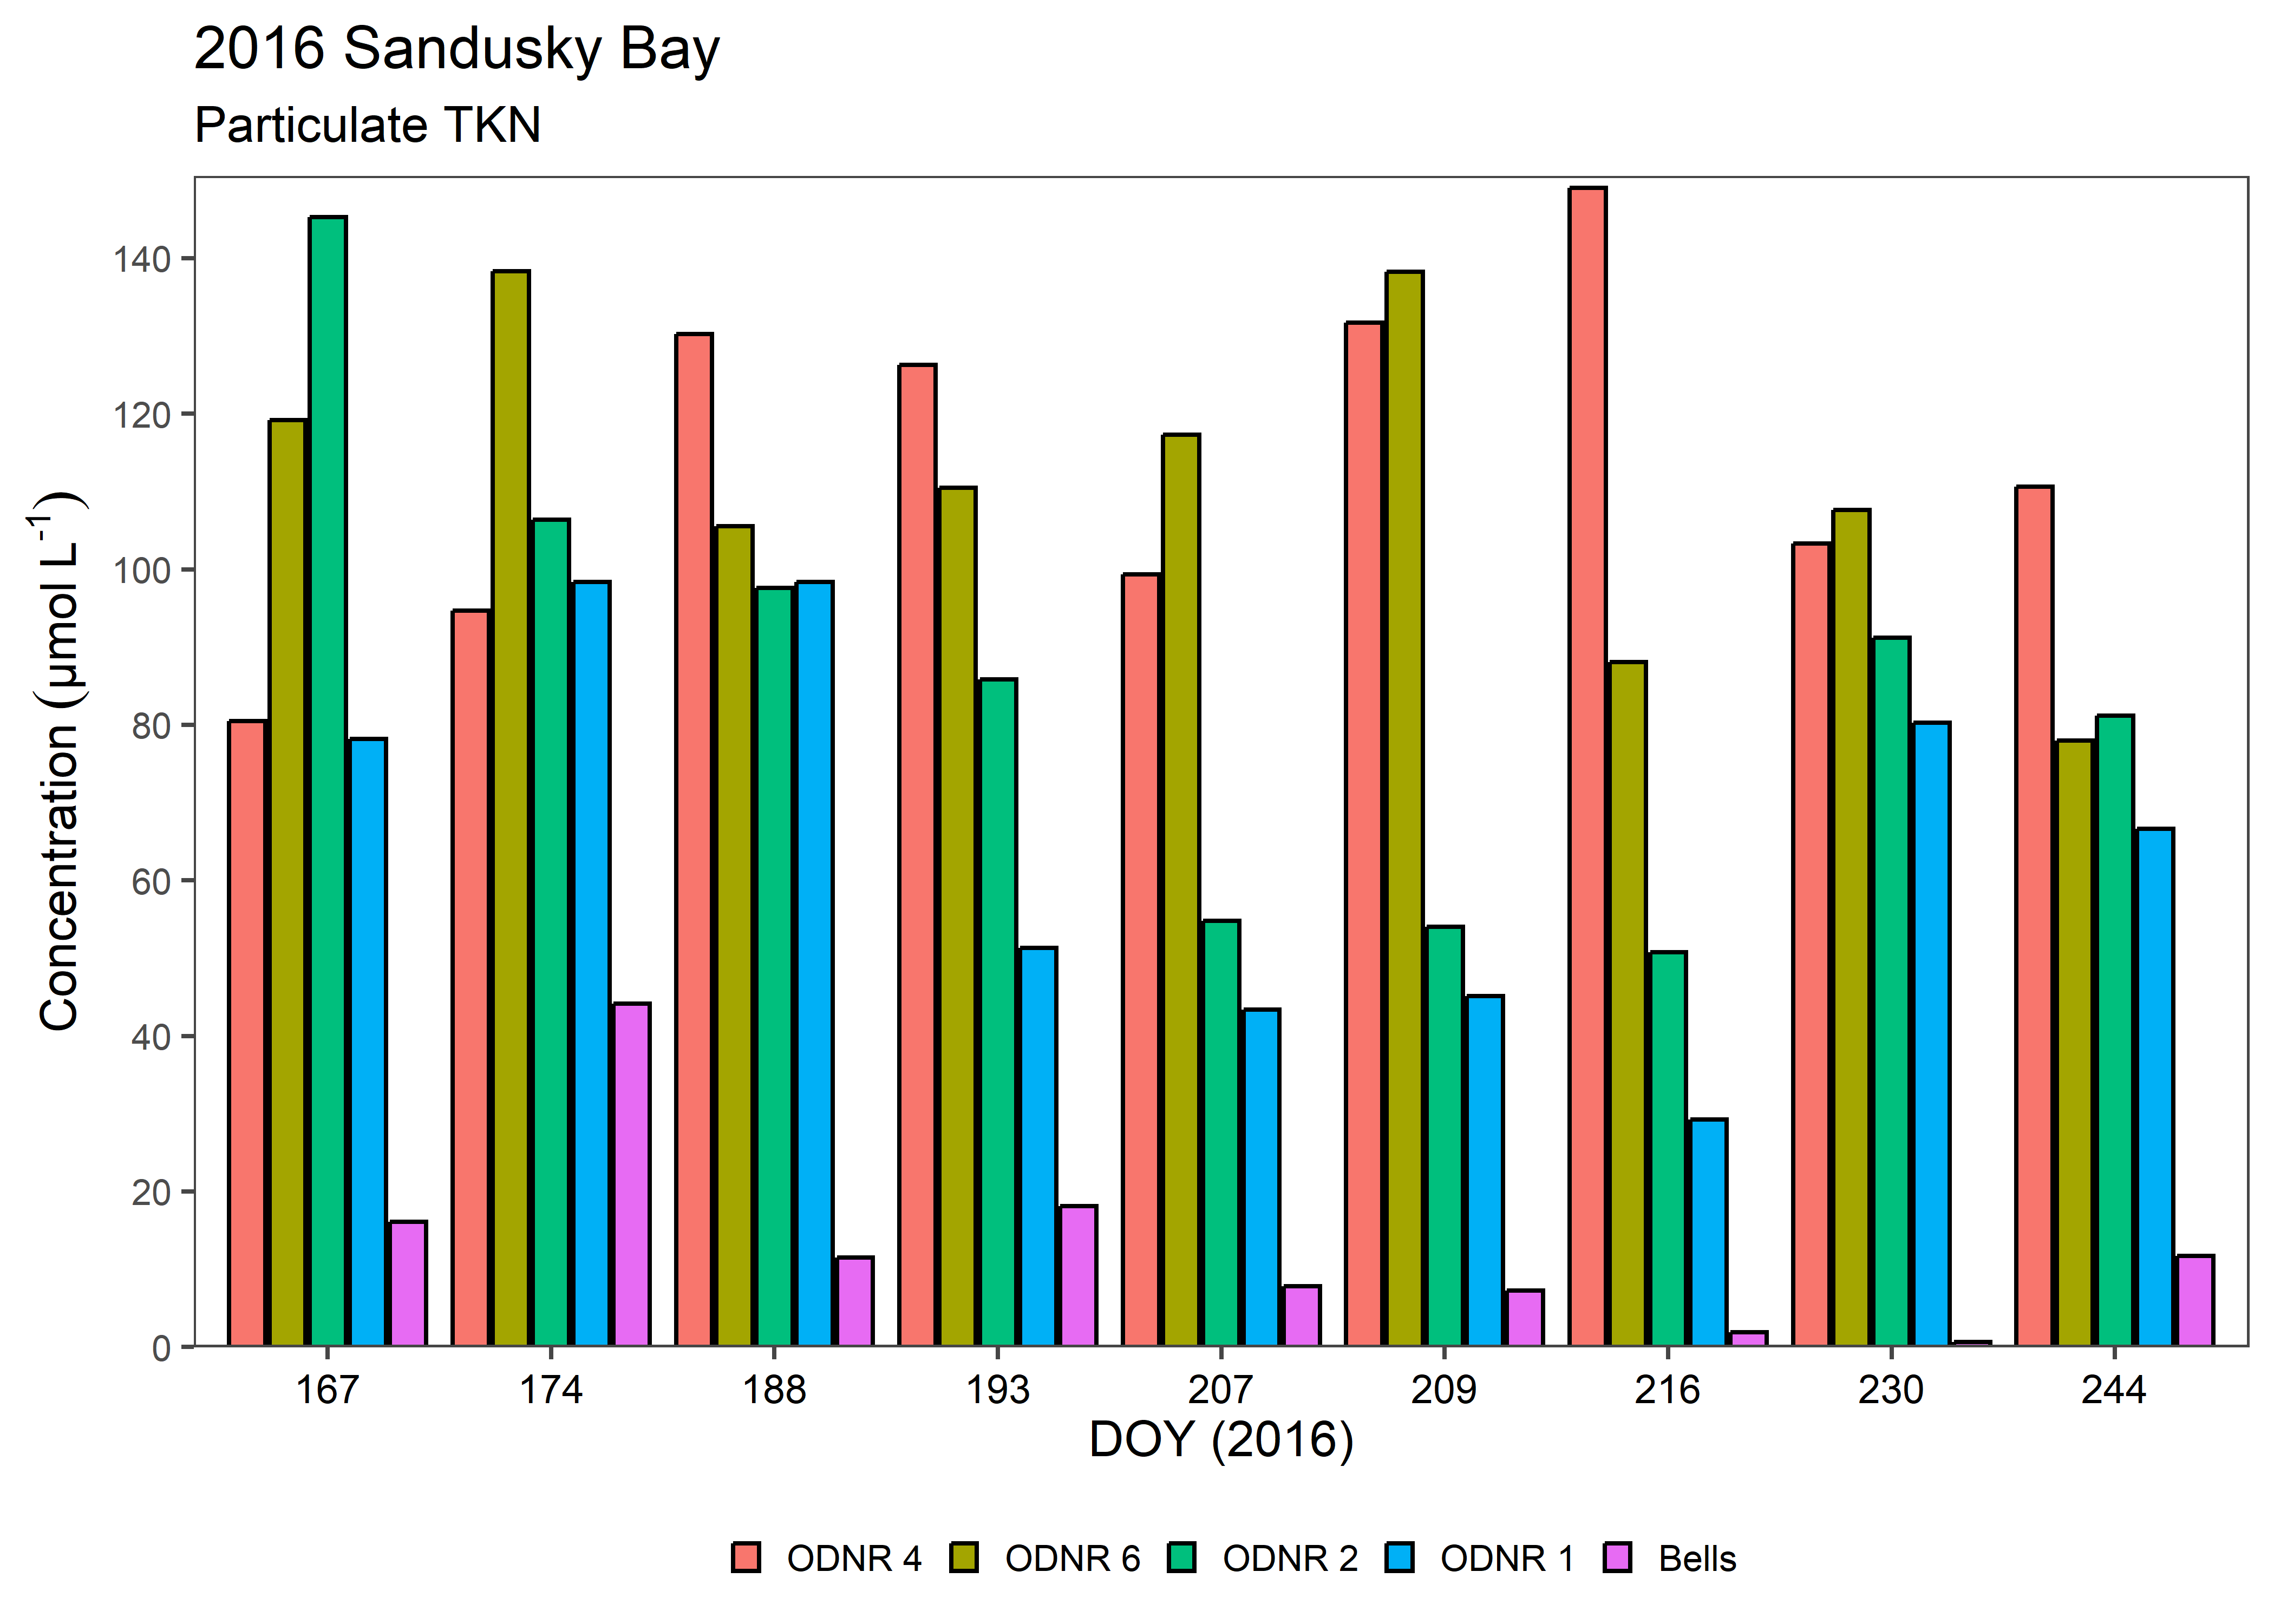 2016 Sandusky Bay
Particulate TKN
Concentration (µmol L⁻¹)
140
120
100
80
60
40
20
0
167 174 188 193 207 209 216 230 244
DOY (2016)
ODNR 4 ODNR 6 ODNR 2 ODNR 1 Bells